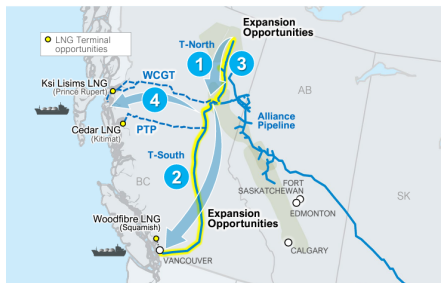 LNG Terminal
opportunities
Expansion
Opportunities
T-North
1
3
WCGT
Ksi Lisims LNG
(Prince Rupert)
4
AB
Cedar LNG
(Kitimat)
PTP
Alliance
Pipeline
T-South
2
BC
FORT
SASKATCHEWAN
SK
EDMONTON
Woodfibre LNG
(Squamish)
Expansion
Opportunities
CALGARY
VANCOUVER